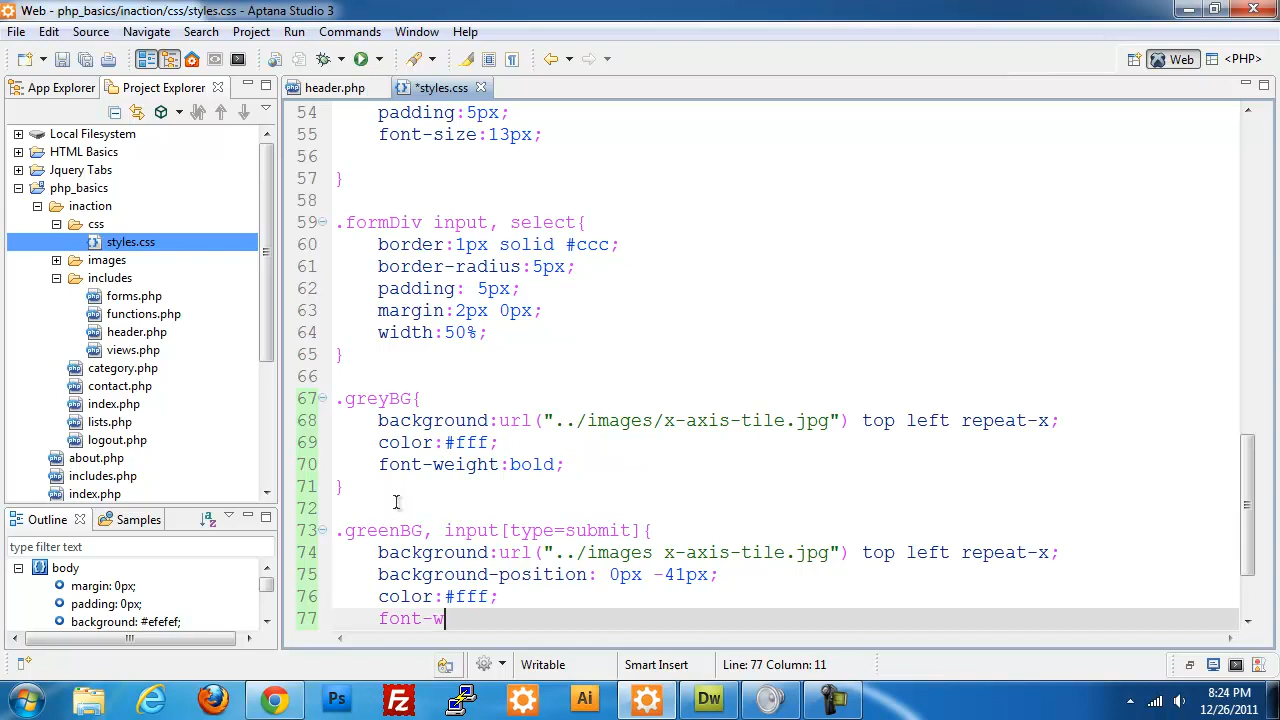 Web - php_basics/inaction/css/styles.css - Aptana Studio 3
File Edit Source Navigate Search Project Run Commands Window Help
Web <PHP>
App Explorer Project Explorer header.php *styles.css
Local Filesystem
HTML Basics
Jquery Tabs
php_basics
inaction
css
styles.css
images
includes
forms.php
functions.php
header.php
views.php
category.php
contact.php
index.php
lists.php
logout.php
about.php
includes.php
index.php
Outline Samples
type filter text
body
margin: 0px;
padding: 0px;
background: #efefef;
54 padding:5px;
55 font-size:13px;
56
57 }
58
59 .formDiv input, select{
60 border:1px solid #ccc;
61 border-radius:5px;
62 padding: 5px;
63 margin:2px 0px;
64 width:50%;
65 }
66
67 .greyBG{
68 background:url("../images/x-axis-tile.jpg") top left repeat-x;
69 color:#fff;
70 font-weight:bold;
71 }
72
73 .greenBG, input[type=submit]{
74 background:url("../images x-axis-tile.jpg") top left repeat-x;
75 background-position: 0px -41px;
76 color:#fff;
77 font-w
Writable Smart Insert Line: 77 Column: 11
Ps FZ Ai Dw
8:24 PM
12/26/2011